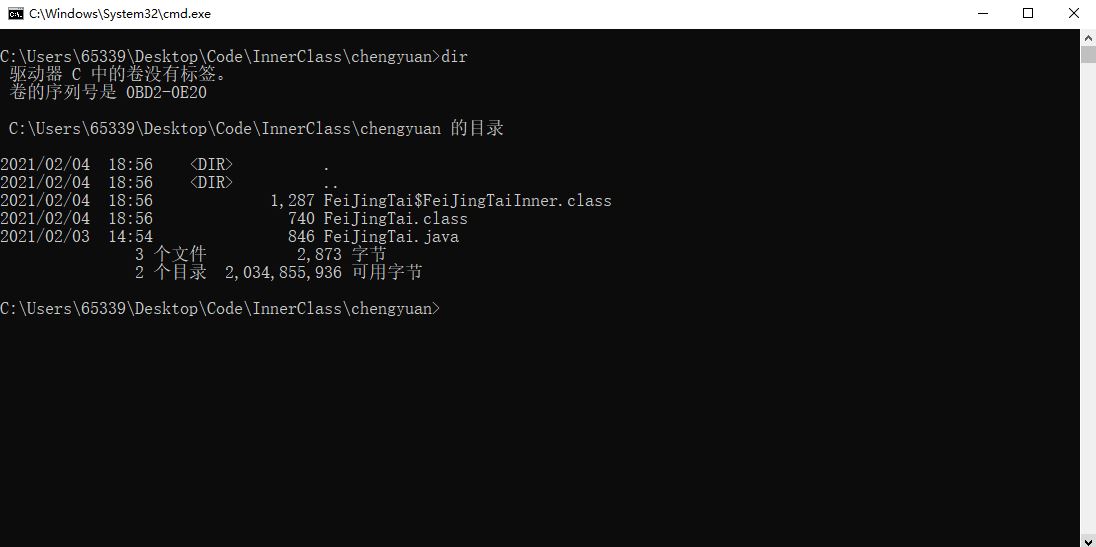 C:\Windows\System32\cmd.exe
C:\Users\65339\Desktop\Code\InnerClass\chengyuan>dir
驱动器 C 中的卷没有标签。
卷的序列号是 0BD2-0E20
C:\Users\65339\Desktop\Code\InnerClass\chengyuan 的目录
2021/02/04  18:56    <DIR>          .
2021/02/04  18:56    <DIR>          ..
2021/02/04  18:56             1,287 FeiJingTai$FeiJingTaiInner.class
2021/02/04  18:56               740 FeiJingTai.class
2021/02/03  14:54               846 FeiJingTai.java
3 个文件          2,873 字节
2 个目录  2,034,855,936 可用字节
C:\Users\65339\Desktop\Code\InnerClass\chengyuan>